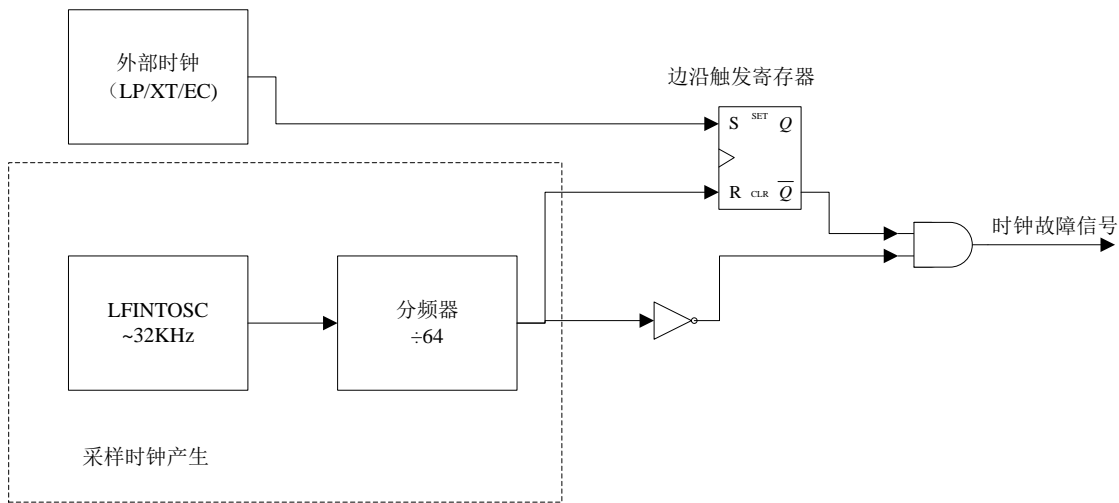 外部时钟
（LP/XT/EC)
边沿触发寄存器
S SET Q
R CLR Q̅
时钟故障信号
LFINTOSC
~32KHz
分频器
÷64
采样时钟产生